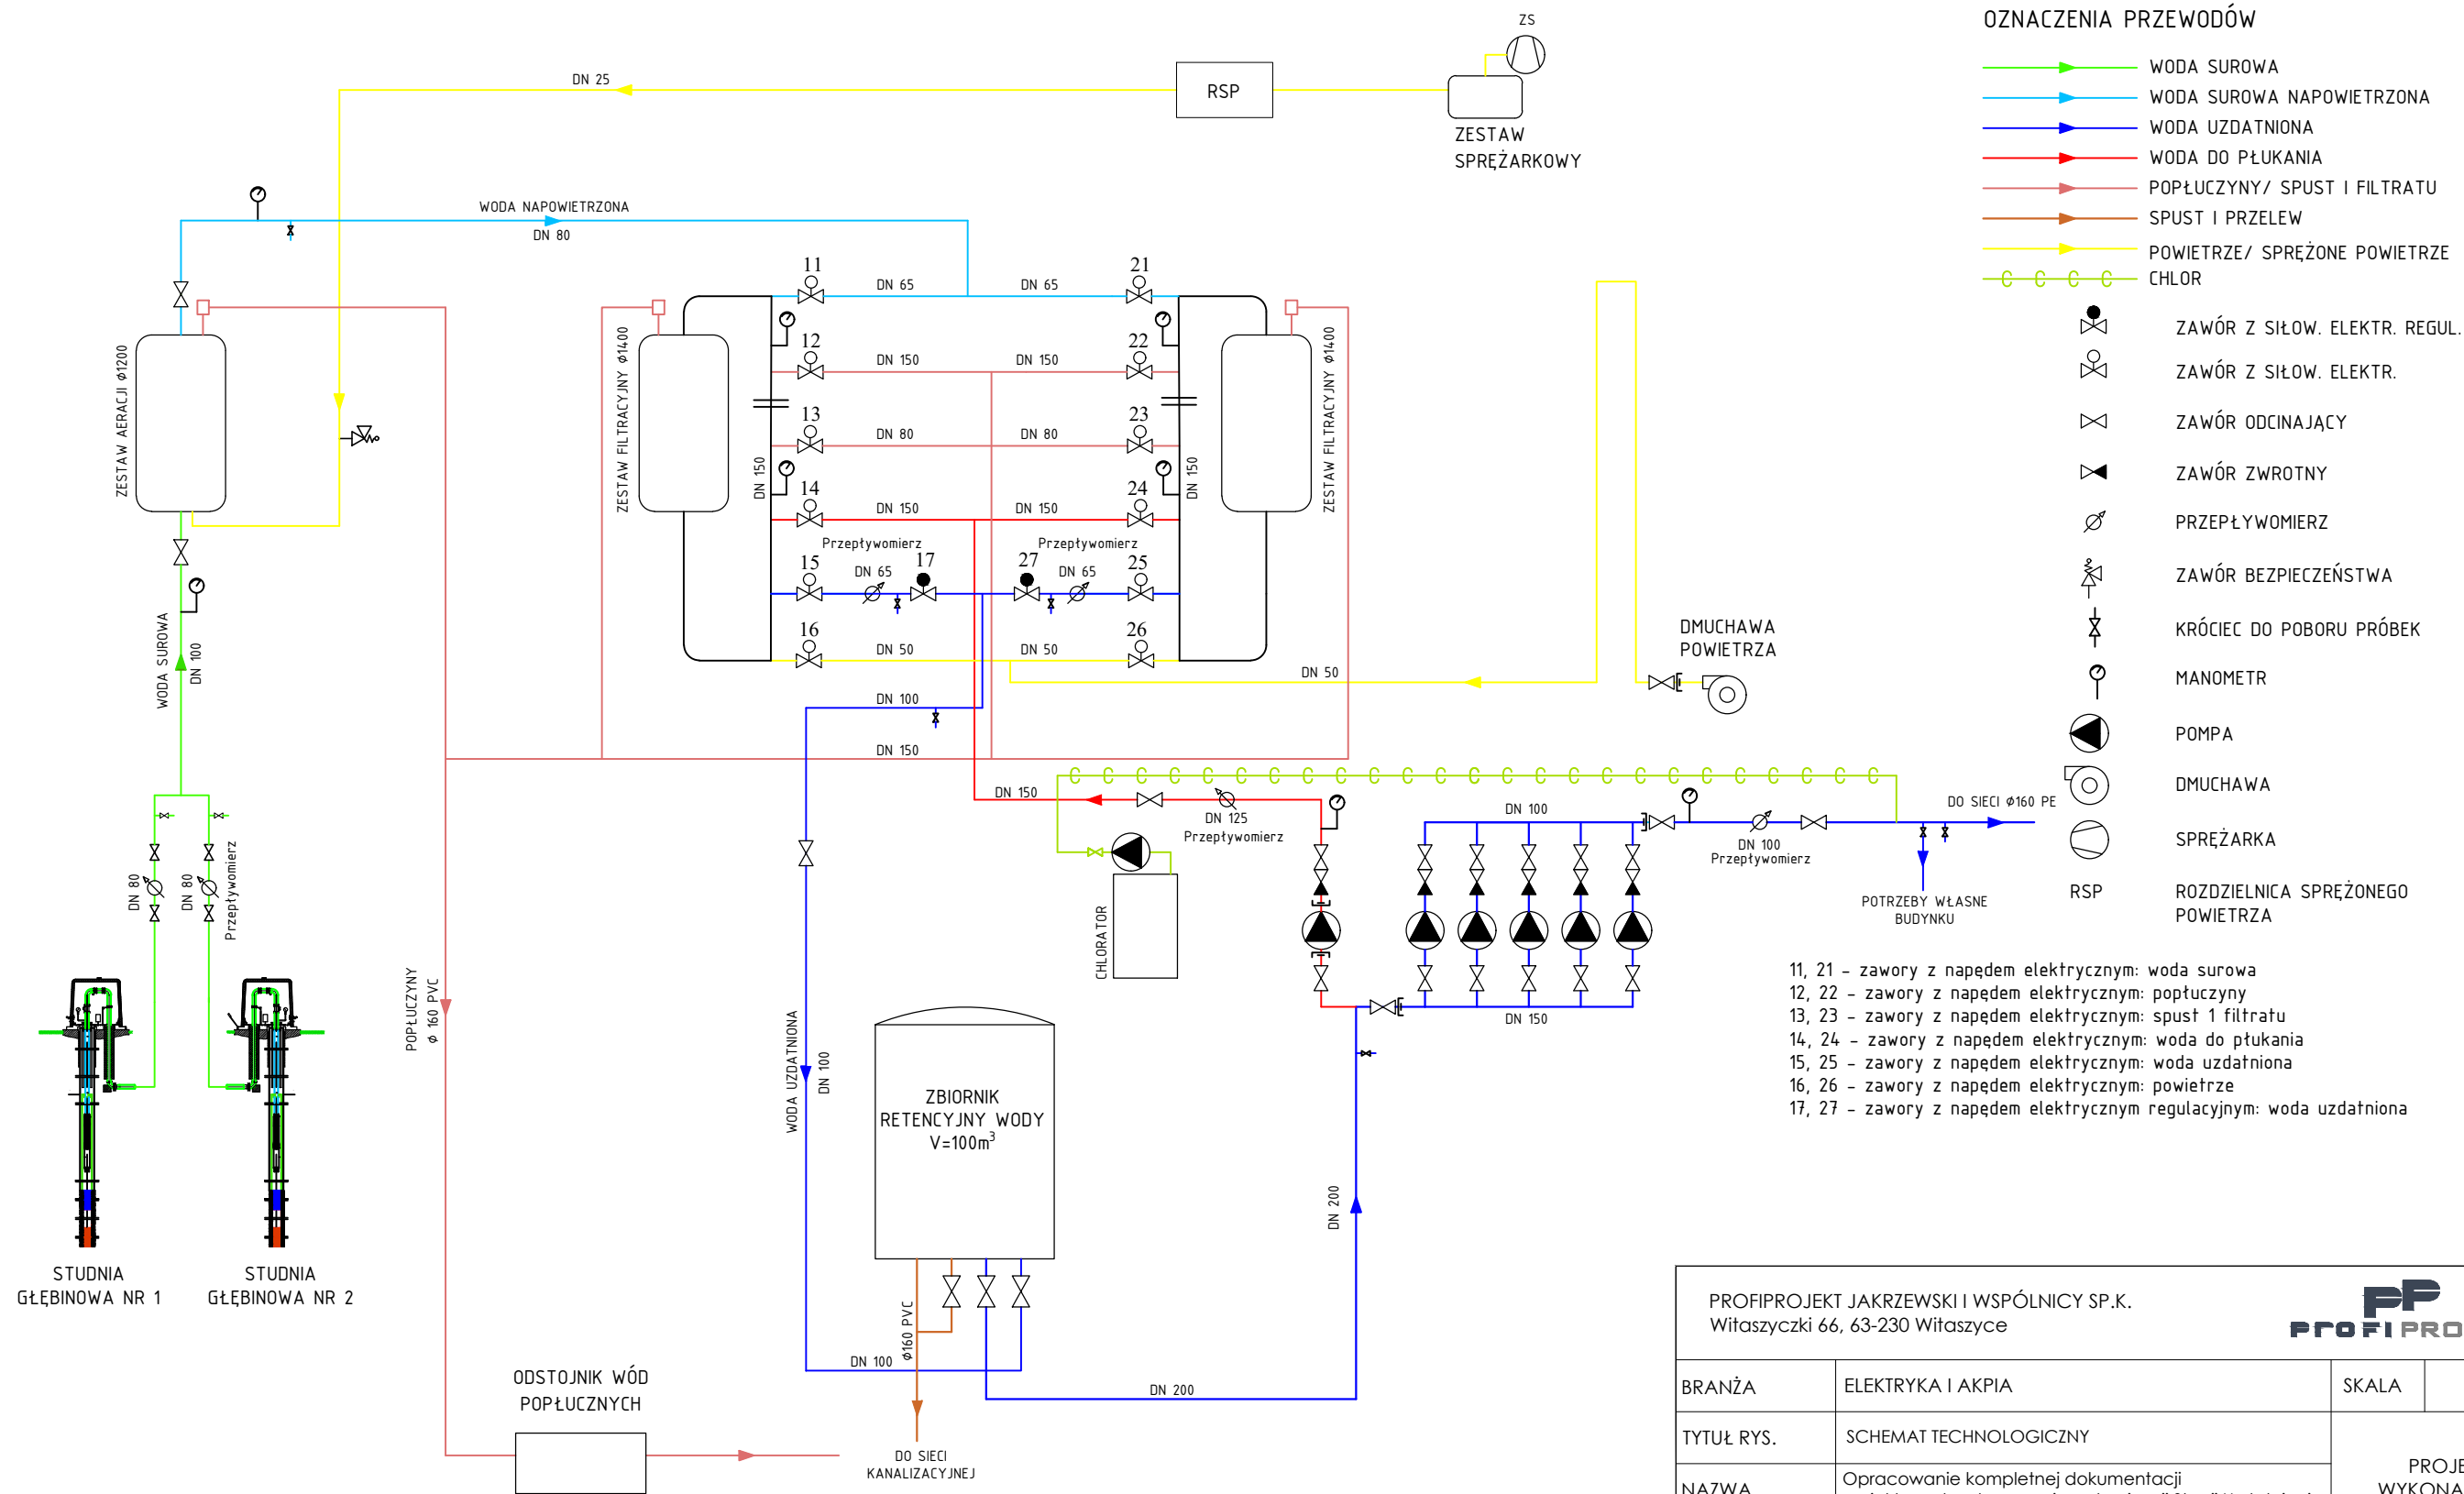 ZS
DN 25
RSP
ZESTAW
SPRĘŻARKOWY
WODA NAPOWIETRZONA
DN 80
ZESTAW AERACJI ϕ1200
WODA SUROWA
DN 100
DN 80
DN 80
Przepływomierz
STUDNIA
GŁĘBINOWA NR 1
STUDNIA
GŁĘBINOWA NR 2
POPŁUCZYNY
ϕ 160 PVC
ZESTAW FILTRACYJNY ϕ1400
DN 150
11
DN 65
DN 65
21
12
DN 150
DN 150
22
13
DN 80
DN 80
23
14
DN 150
DN 150
24
Przepływomierz
Przepływomierz
15
DN 65
17
27
DN 65
25
16
DN 50
DN 50
26
DN 150
ZESTAW FILTRACYJNY ϕ1400
DN 50
DMUCHAWA
POWIETRZA
DN 100
DN 150
C C C C C C C C C C C C C C C C C C C C C C C C C
DN 150
DN 125
Przepływomierz
CHLORATOR
DN 100
DN 100
Przepływomierz
DO SIECI ϕ160 PE
POTRZEBY WŁASNE
BUDYNKU
DN 150
WODA UZDATNIONA
DN 100
ZBIORNIK
RETENCYJNY WODY
V=100m³
DN 200
ϕ160 PVC
DN 100
DN 200
DO SIECI
KANALIZACYJNEJ
ODSTOJNIK WÓD
POPŁUCZNYCH
OZNACZENIA PRZEWODÓW
WODA SUROWA
WODA SUROWA NAPOWIETRZONA
WODA UZDATNIONA
WODA DO PŁUKANIA
POPŁUCZYNY/ SPUST I FILTRATU
SPUST I PRZELEW
POWIETRZE/ SPRĘŻONE POWIETRZE
C C C C CHLOR
ZAWÓR Z SIŁOW. ELEKTR. REGUL.
ZAWÓR Z SIŁOW. ELEKTR.
ZAWÓR ODCINAJĄCY
ZAWÓR ZWROTNY
PRZEPŁYWOMIERZ
ZAWÓR BEZPIECZEŃSTWA
KRÓCIEC DO POBORU PRÓBEK
MANOMETR
POMPA
DMUCHAWA
SPRĘŻARKA
RSP ROZDZIELNICA SPRĘŻONEGO
POWIETRZA
11, 21 - zawory z napędem elektrycznym: woda surowa
12, 22 - zawory z napędem elektrycznym: popłuczyny
13, 23 - zawory z napędem elektrycznym: spust 1 filtratu
14, 24 - zawory z napędem elektrycznym: woda do płukania
15, 25 - zawory z napędem elektrycznym: woda uzdatniona
16, 26 - zawory z napędem elektrycznym: powietrze
17, 27 - zawory z napędem elektrycznym regulacyjnym: woda uzdatniona
PROFIPROJEKT JAKRZEWSKI I WSPÓLNICY SP.K.
Witaszyczki 66, 63-230 Witaszyce
PP
PROFIPRO
BRANŻA
ELEKTRYKA I AKPIA
SKALA
TYTUŁ RYS.
SCHEMAT TECHNOLOGICZNY
PROJE
WYKONA
NAZWA
Opracowanie kompletnej dokumentacji